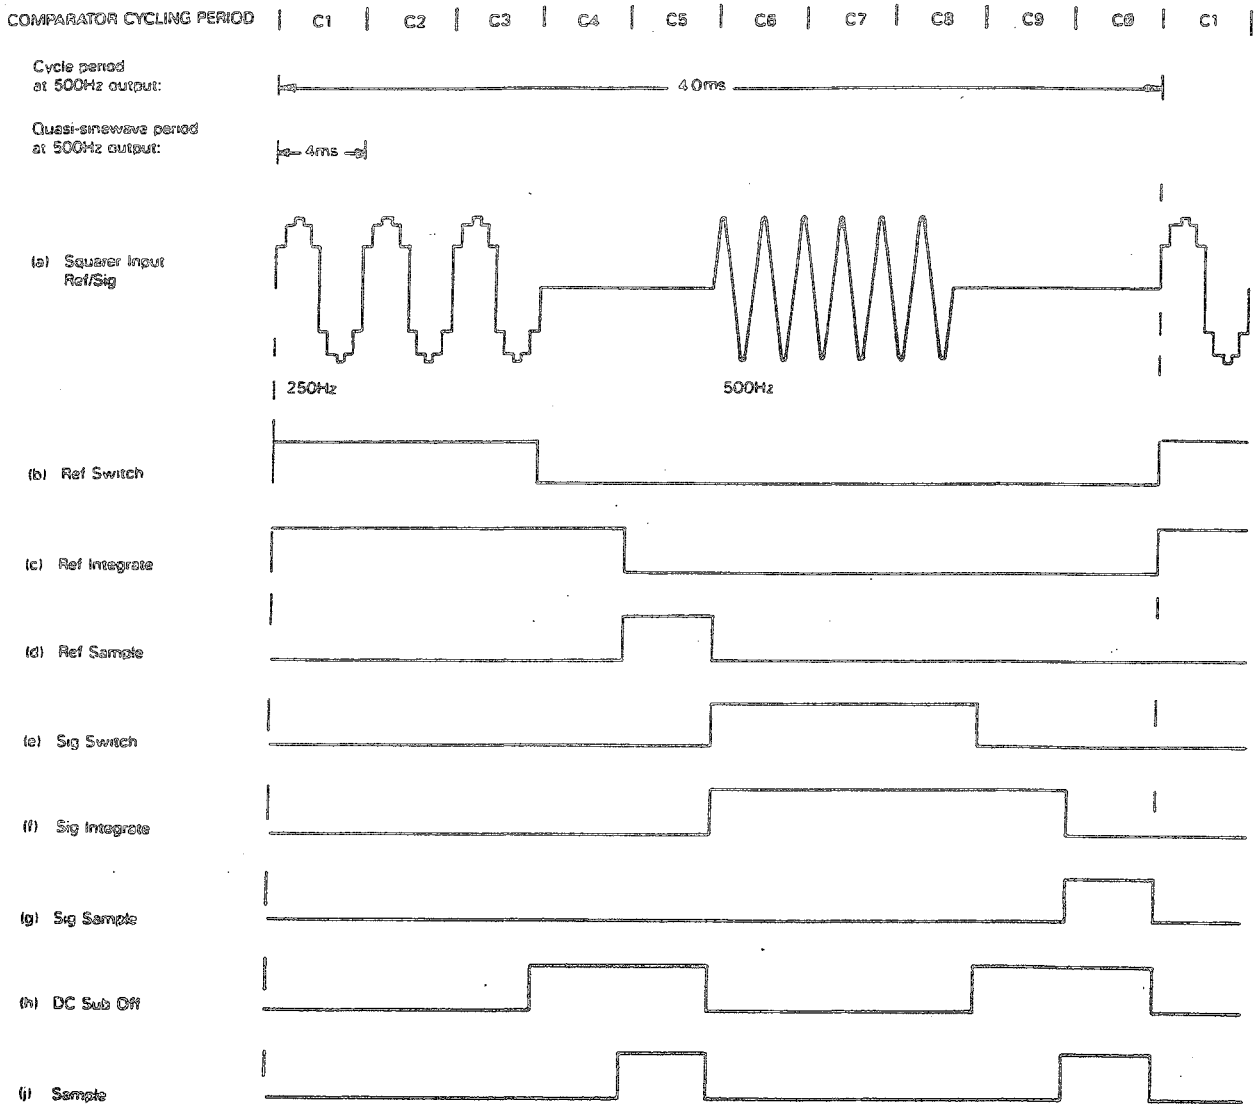 COMPARATOR CYCLING PERIOD | C1 | C2 | C3 | C4 | C5 | C6 | C7 | C8 | C9 | C0 | C1 |
Cycle period
at 500Hz output:
40ms
Quasi-sinewave period
at 500Hz output:
4ms
(a) Squarer Input
Ref/Sig
250Hz
500Hz
(b) Ref Switch
(c) Ref Integrate
(d) Ref Sample
(e) Sig Switch
(f) Sig Integrate
(g) Sig Sample
(h) DC Sub Off
(j) Sample